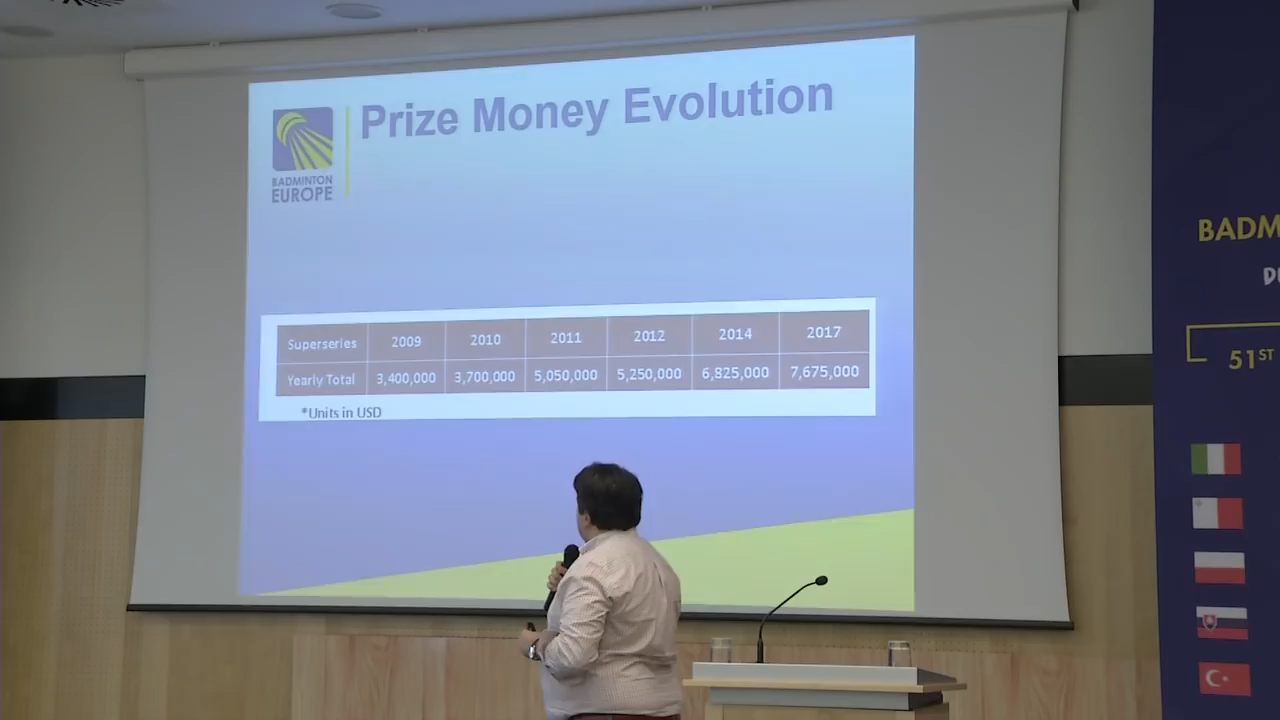 Prize Money Evolution
BADMINTON
EUROPE
Superseries 2009 2010 2011 2012 2014 2017
Yearly Total 3,400,000 3,700,000 5,050,000 5,250,000 6,825,000 7,675,000
*Units in USD
BADM
51ST